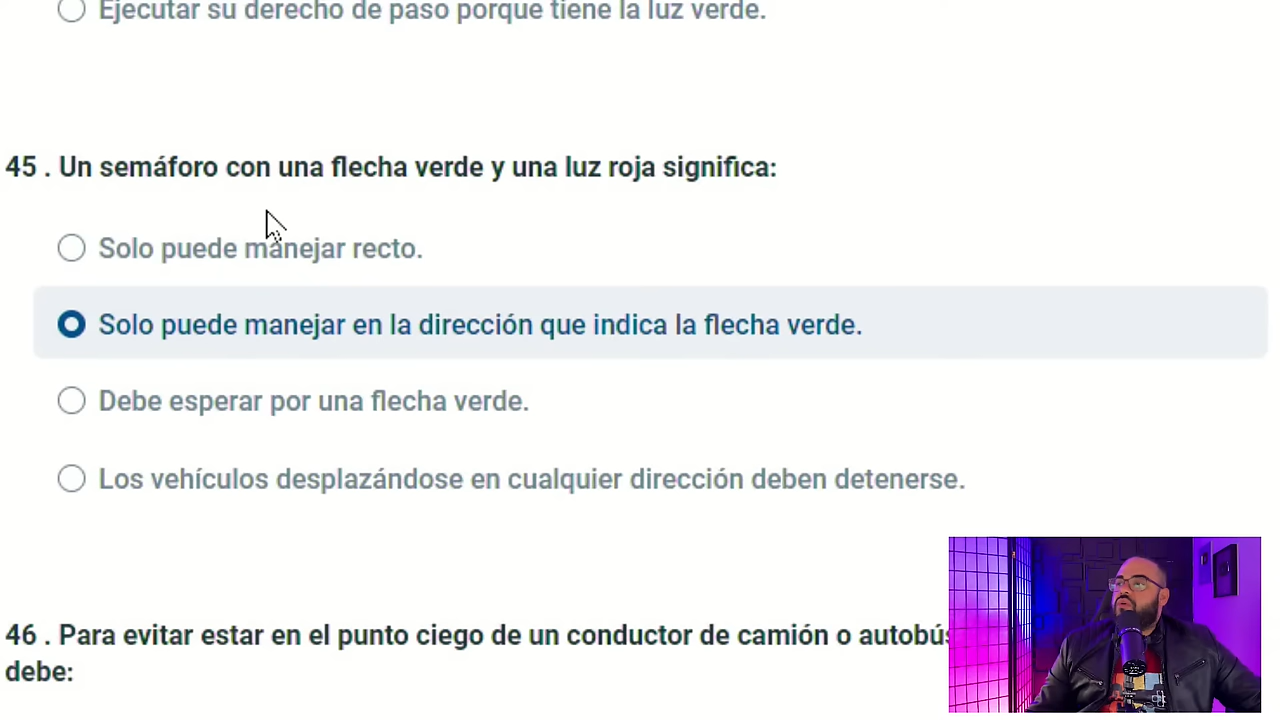 Ejecutar su derecho de paso porque tiene la luz verde.
45 . Un semáforo con una flecha verde y una luz roja significa:
Solo puede manejar recto.
Solo puede manejar en la dirección que indica la flecha verde.
Debe esperar por una flecha verde.
Los vehículos desplazándose en cualquier dirección deben detenerse.
46 . Para evitar estar en el punto ciego de un conductor de camión o autobús
debe: